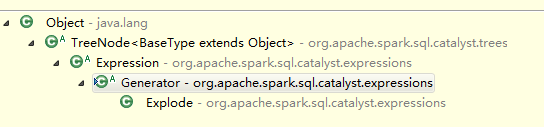 Object - java.lang
TreeNode<BaseType extends Object> - org.apache.spark.sql.catalyst.trees
Expression - org.apache.spark.sql.catalyst.expressions
Generator - org.apache.spark.sql.catalyst.expressions
Explode - org.apache.spark.sql.catalyst.expressions